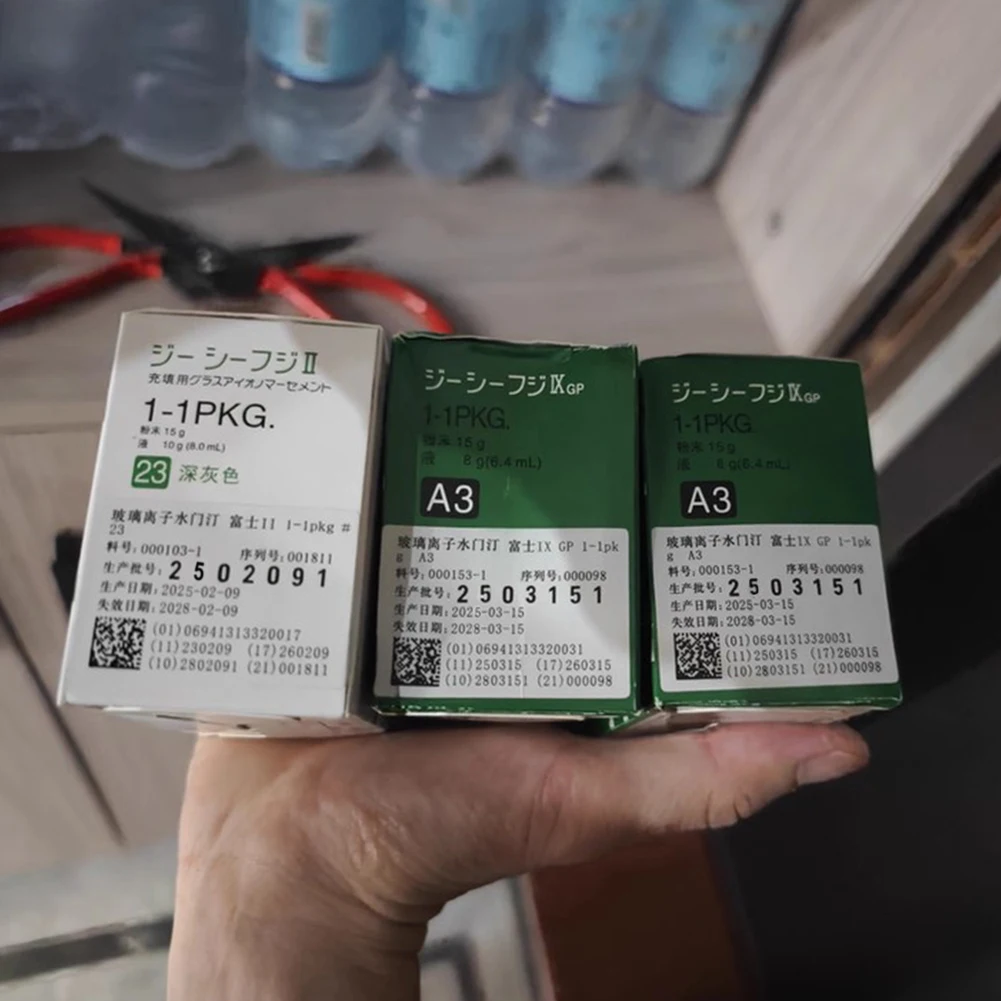 ジーシーフジⅡ
充填用グラスアイオノマーセメント
1-1PKG.
粉末 15g
液 10g(8.0mL)
23 深灰色
玻璃离子水门汀 富士II 1-1pkg #
23
料号:000103-1 序列号:001811
生产批号:2502091
生产日期:2025-02-09
失效日期:2028-02-09
(01)06941313320017
(11)230209 (17)260209
(10)2802091 (21)001811
ジーシーフジⅨGP
1-1PKG.
粉末 15g
液 8g(6.4mL)
A3
玻璃离子水门汀 富士IX GP 1-1pk
g A3
料号:000153-1 序列号:000098
生产批号:2503151
生产日期:2025-03-15
失效日期:2028-03-15
(01)06941313320031
(11)250315 (17)260315
(10)2803151 (21)000098
ジーシーフジⅨGP
1-1PKG.
粉末 15g
液 8g(6.4mL)
A3
玻璃离子水门汀 富士IX GP 1-1pk
g A3
料号:000153-1 序列号:000098
生产批号:2503151
生产日期:2025-03-15
失效日期:2028-03-15
(01)06941313320031
(11)250315 (17)260315
(10)2803151 (21)000098